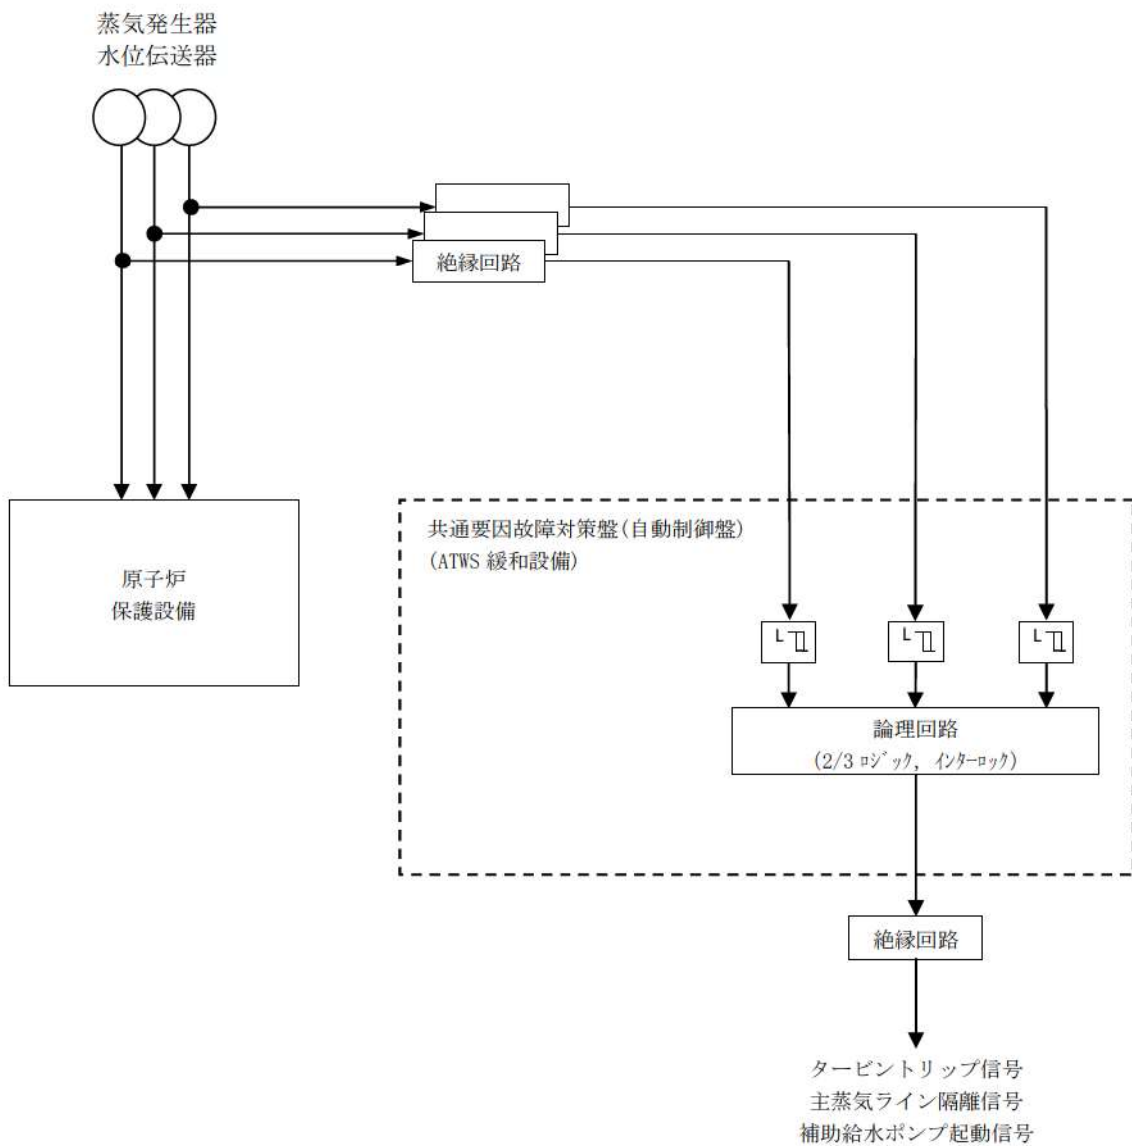 蒸気発生器
水位伝送器
絶縁回路
共通要因故障対策盤(自動制御盤)
(ATWS 緩和設備)
原子炉
保護設備
L
L
L
論理回路
(2/3 ﾛｼﾞｯｸ, ｲﾝﾀｰﾛｯｸ)
絶縁回路
タービントリップ信号
主蒸気ライン隔離信号
補助給水ポンプ起動信号